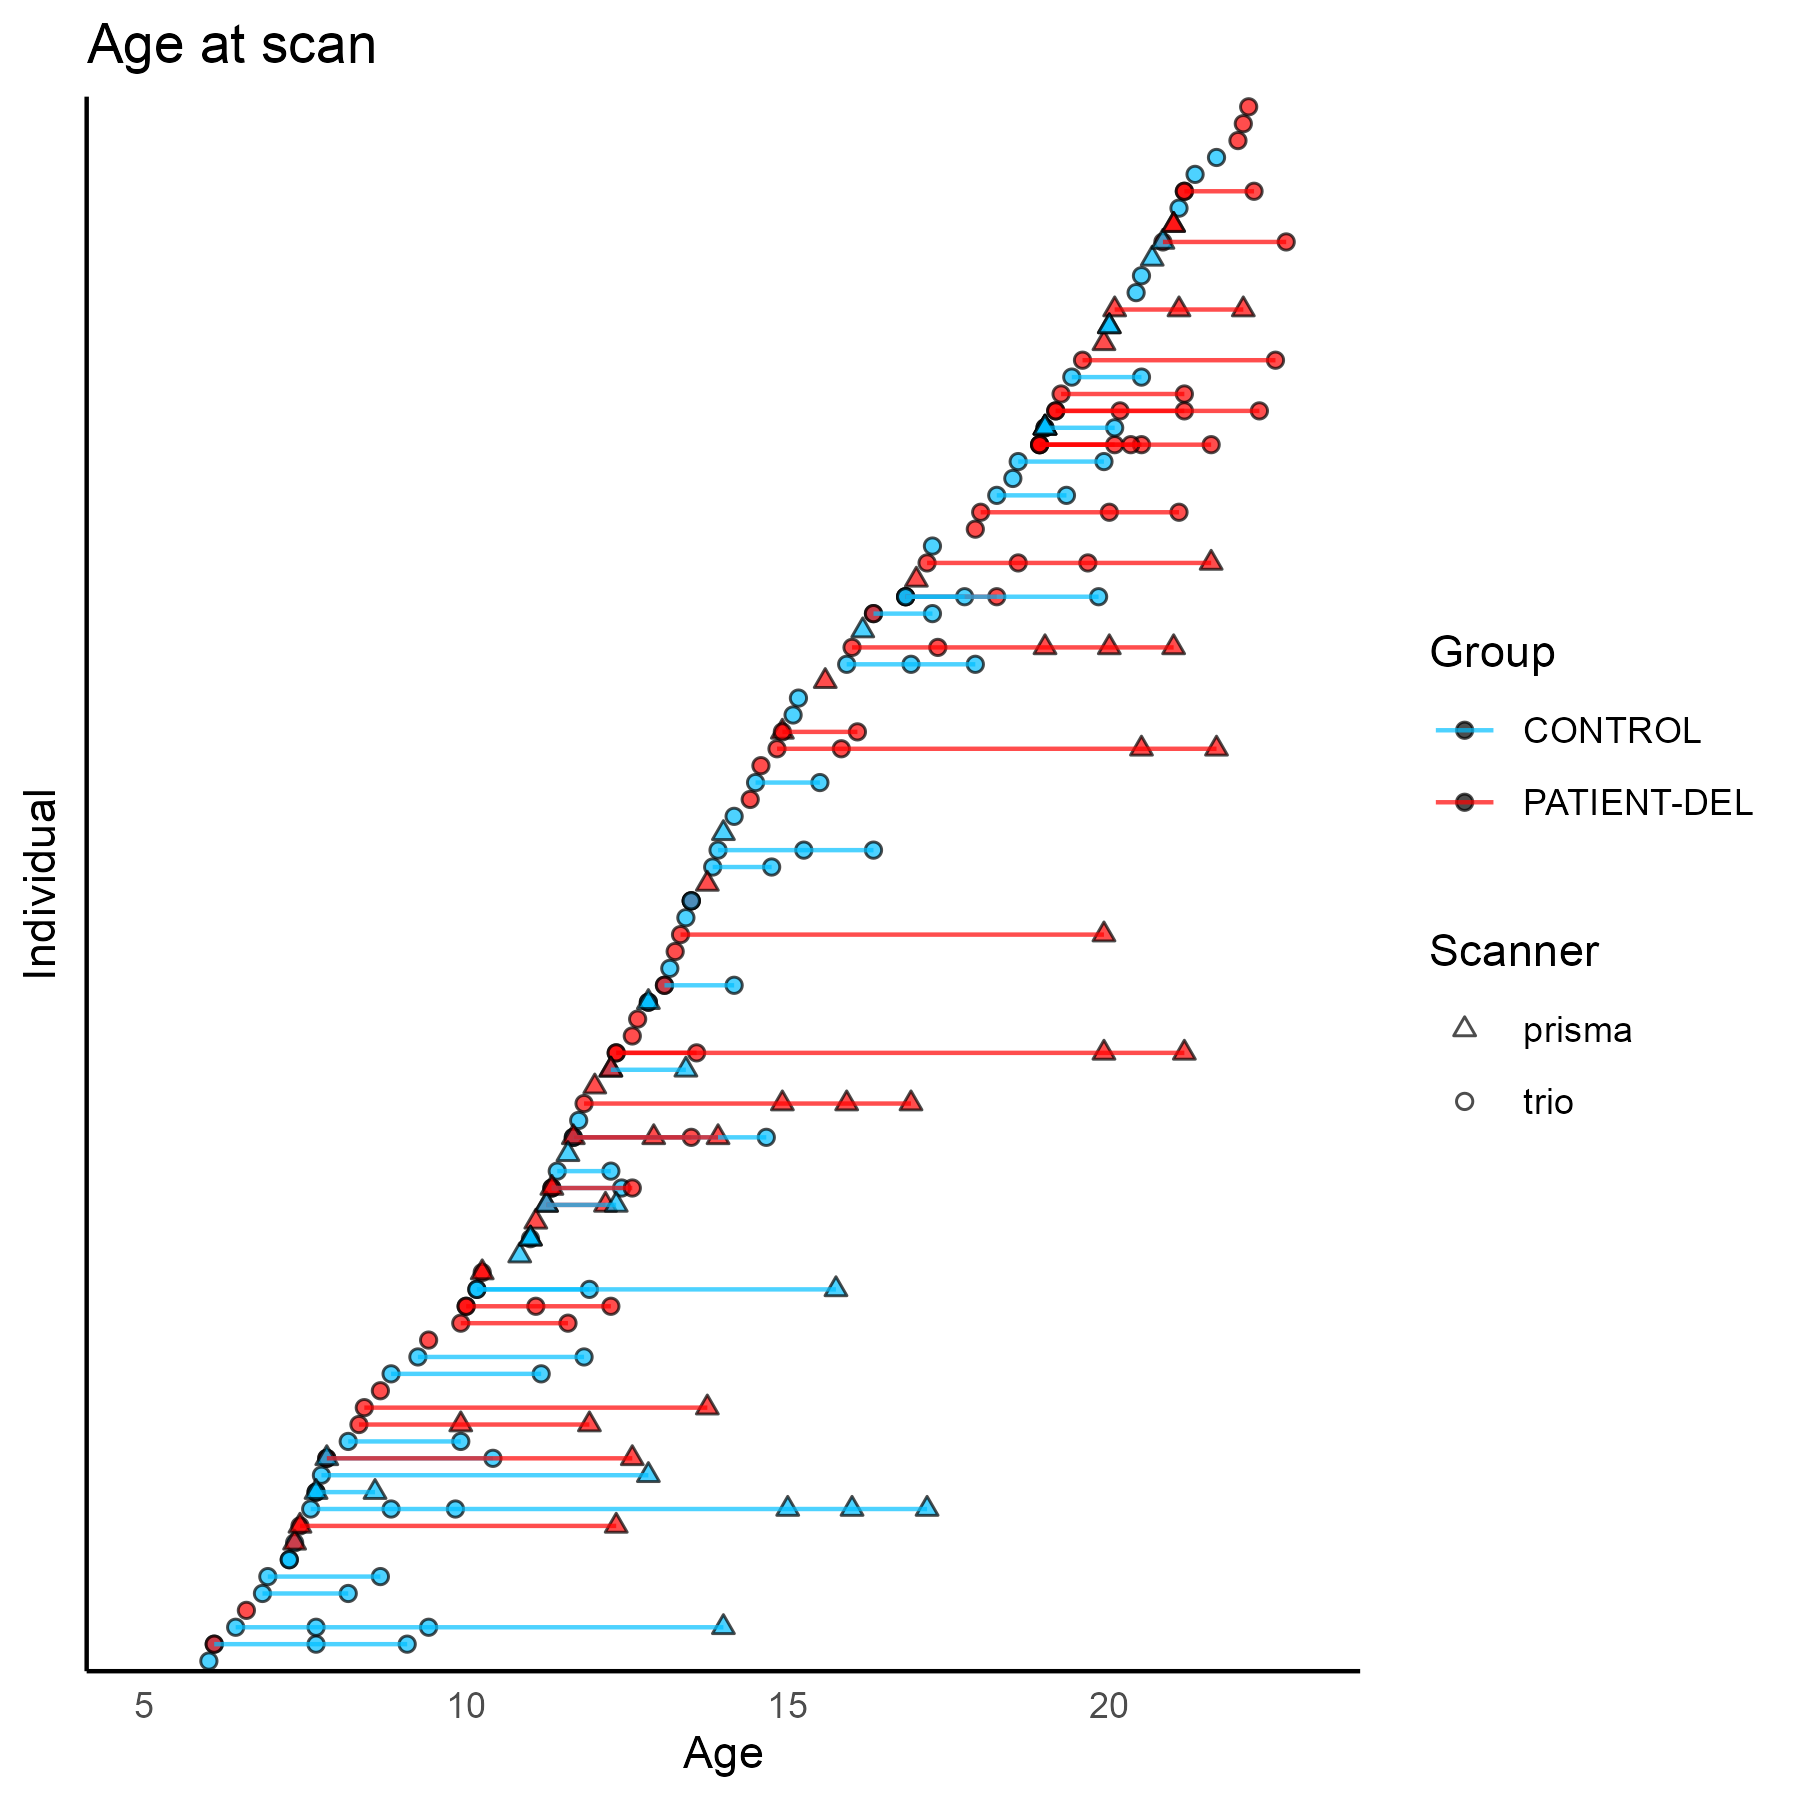 Age at scan
Individual
5 10 15 20
Age
Group
CONTROL
PATIENT-DEL
Scanner
prisma
trio